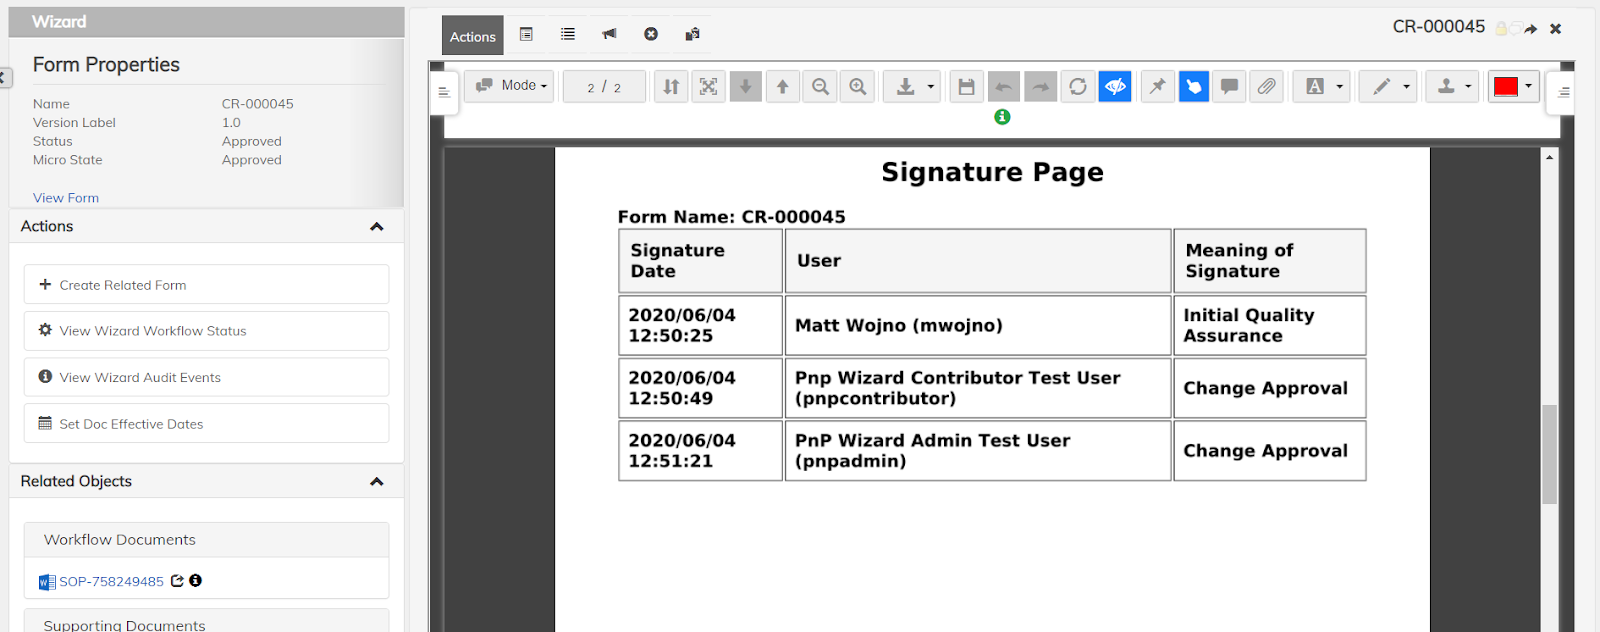 Wizard
Form Properties
Name CR-000045
Version Label 1.0
Status Approved
Micro State Approved
View Form
Actions
Create Related Form
View Wizard Workflow Status
View Wizard Audit Events
Set Doc Effective Dates
Related Objects
Workflow Documents
SOP-758249485
Supporting Documents
Actions
CR-000045
Mode
2 / 2
A
Signature Page
Form Name: CR-000045
Signature
Date
User
Meaning of
Signature
2020/06/04
12:50:25
Matt Wojno (mwojno)
Initial Quality
Assurance
2020/06/04
12:50:49
Pnp Wizard Contributor Test User
(pnpcontributor)
Change Approval
2020/06/04
12:51:21
PnP Wizard Admin Test User
(pnpadmin)
Change Approval